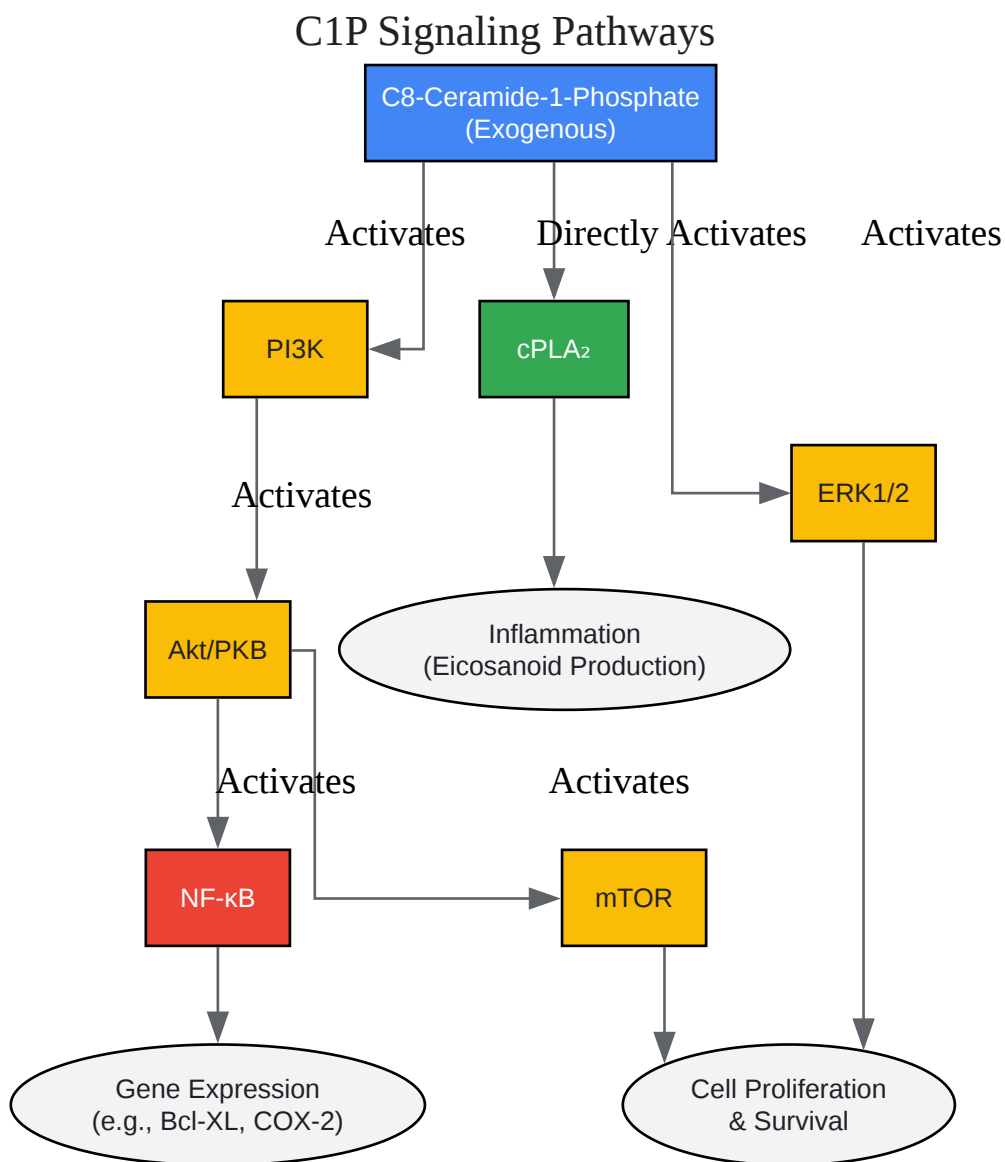 C1P Signaling Pathways
C8-Ceramide-1-Phosphate
(Exogenous)
Activates
Directly Activates
Activates
PI3K
cPLA₂
ERK1/2
Activates
Akt/PKB
Inflammation
(Eicosanoid Production)
Activates
Activates
NF-κB
mTOR
Gene Expression
(e.g., Bcl-XL, COX-2)
Cell Proliferation
& Survival